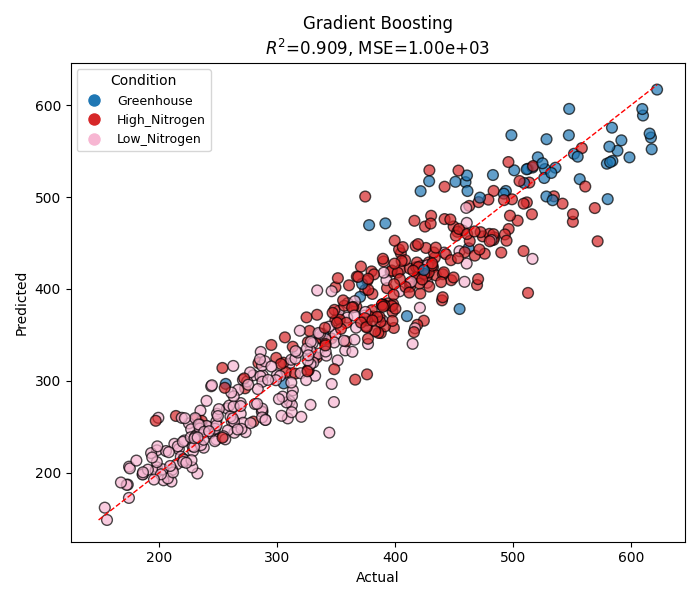 Gradient Boosting
R²=0.909, MSE=1.00e+03
Condition
Greenhouse
High_Nitrogen
Low_Nitrogen
Predicted
600
500
400
300
200
200 300 400 500 600
Actual